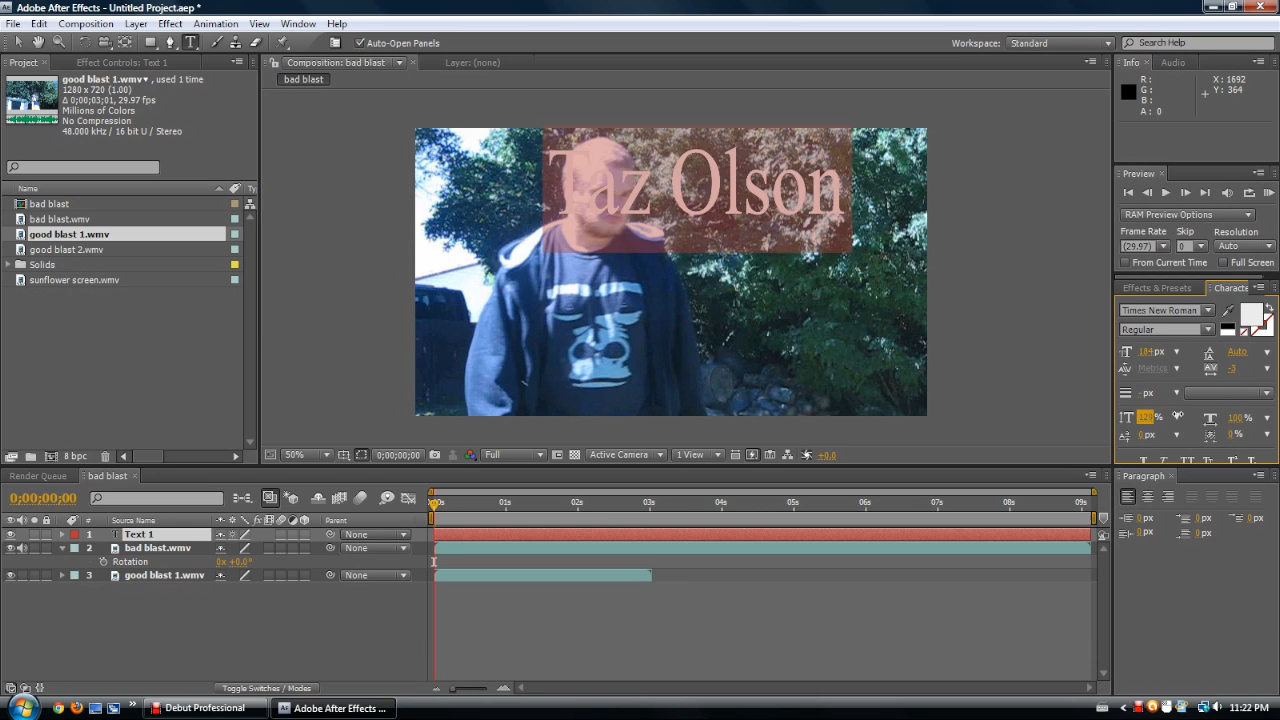 Adobe After Effects - Untitled Project.aep *
File Edit Composition Layer Effect Animation View Window Help
Auto-Open Panels
Workspace: Standard
Search Help
Project
Effect Controls: Text 1
Composition: bad blast
Layer: (none)
Info
Audio
good blast 1.wmv , used 1 time
1280 x 720 (1.00)
Δ 0;00;03;01, 29.97 fps
Millions of Colors
No Compression
48.000 kHz / 16 bit U / Stereo
bad blast
R :
G :
B :
A : 0
X : 1692
Y : 364
Taz Olson
Name
Ty
bad blast
bad blast.wmv
good blast 1.wmv
good blast 2.wmv
Solids
sunflower screen.wmv
Preview
RAM Preview Options
Frame Rate Skip Resolution
(29.97) 0 Auto
From Current Time Full Screen
Effects & Presets
Characte
Times New Roman
Regular
184 px Auto
Metrics -3
- px
129 % 100 %
0 px 0 %
8 bpc
50%
0;00;00;00
Full
Active Camera
1 View
+0.0
Render Queue
bad blast
Paragraph
0;00;00;00
0s 01s 02s 03s 04s 05s 06s 07s 08s 09s
# Source Name Parent
1 T Text 1 None
2 bad blast.wmv None
Rotation 0x +0.0°
3 good blast 1.wmv None
0 px 0 px 0 px
0 px 0 px
Toggle Switches / Modes
Debut Professional
Adobe After Effects ...
11:22 PM